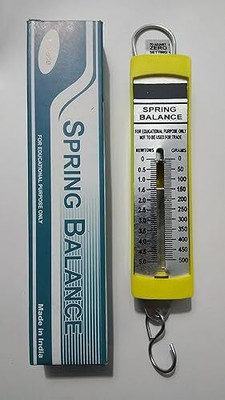 SPRING BALANCE
FOR EDUCATIONAL PURPOSE ONLY
Made in India
ZERO
SETTING
SPRING
BALANCE
FOR EDUCATIONAL PURPOSE ONLY
NOT TO BE USED FOR TRADE
NEWTONS GRAMS
0 0
0.5 50
1.0 100
1.5 150
2.0 200
2.5 250
3.0 300
3.5 350
4.0 400
4.5 450
5.0 500